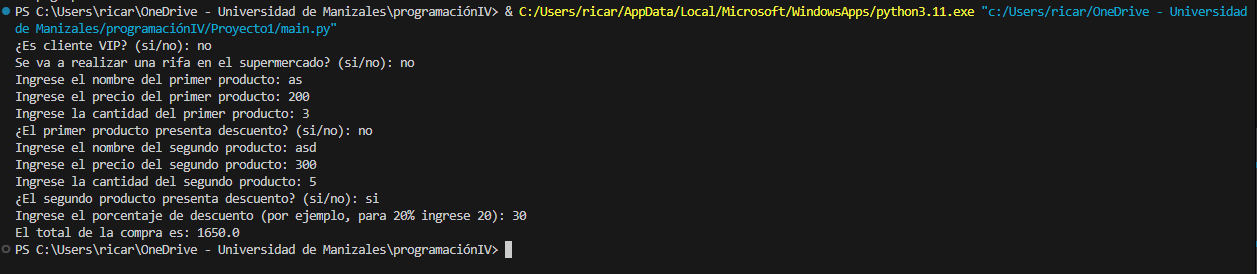 PS C:\Users\ricar\OneDrive - Universidad de Manizales\programaciónIV> & C:/Users/ricar/AppData/Local/Microsoft/WindowsApps/python3.11.exe "c:/Users/ricar/OneDrive - Universidad
de Manizales/programaciónIV/Proyecto1/main.py"
¿Es cliente VIP? (si/no): no
Se va a realizar una rifa en el supermercado? (si/no): no
Ingrese el nombre del primer producto: as
Ingrese el precio del primer producto: 200
Ingrese la cantidad del primer producto: 3
¿El primer producto presenta descuento? (si/no): no
Ingrese el nombre del segundo producto: asd
Ingrese el precio del segundo producto: 300
Ingrese la cantidad del segundo producto: 5
¿El segundo producto presenta descuento? (si/no): si
Ingrese el porcentaje de descuento (por ejemplo, para 20% ingrese 20): 30
El total de la compra es: 1650.0
PS C:\Users\ricar\OneDrive - Universidad de Manizales\programaciónIV>